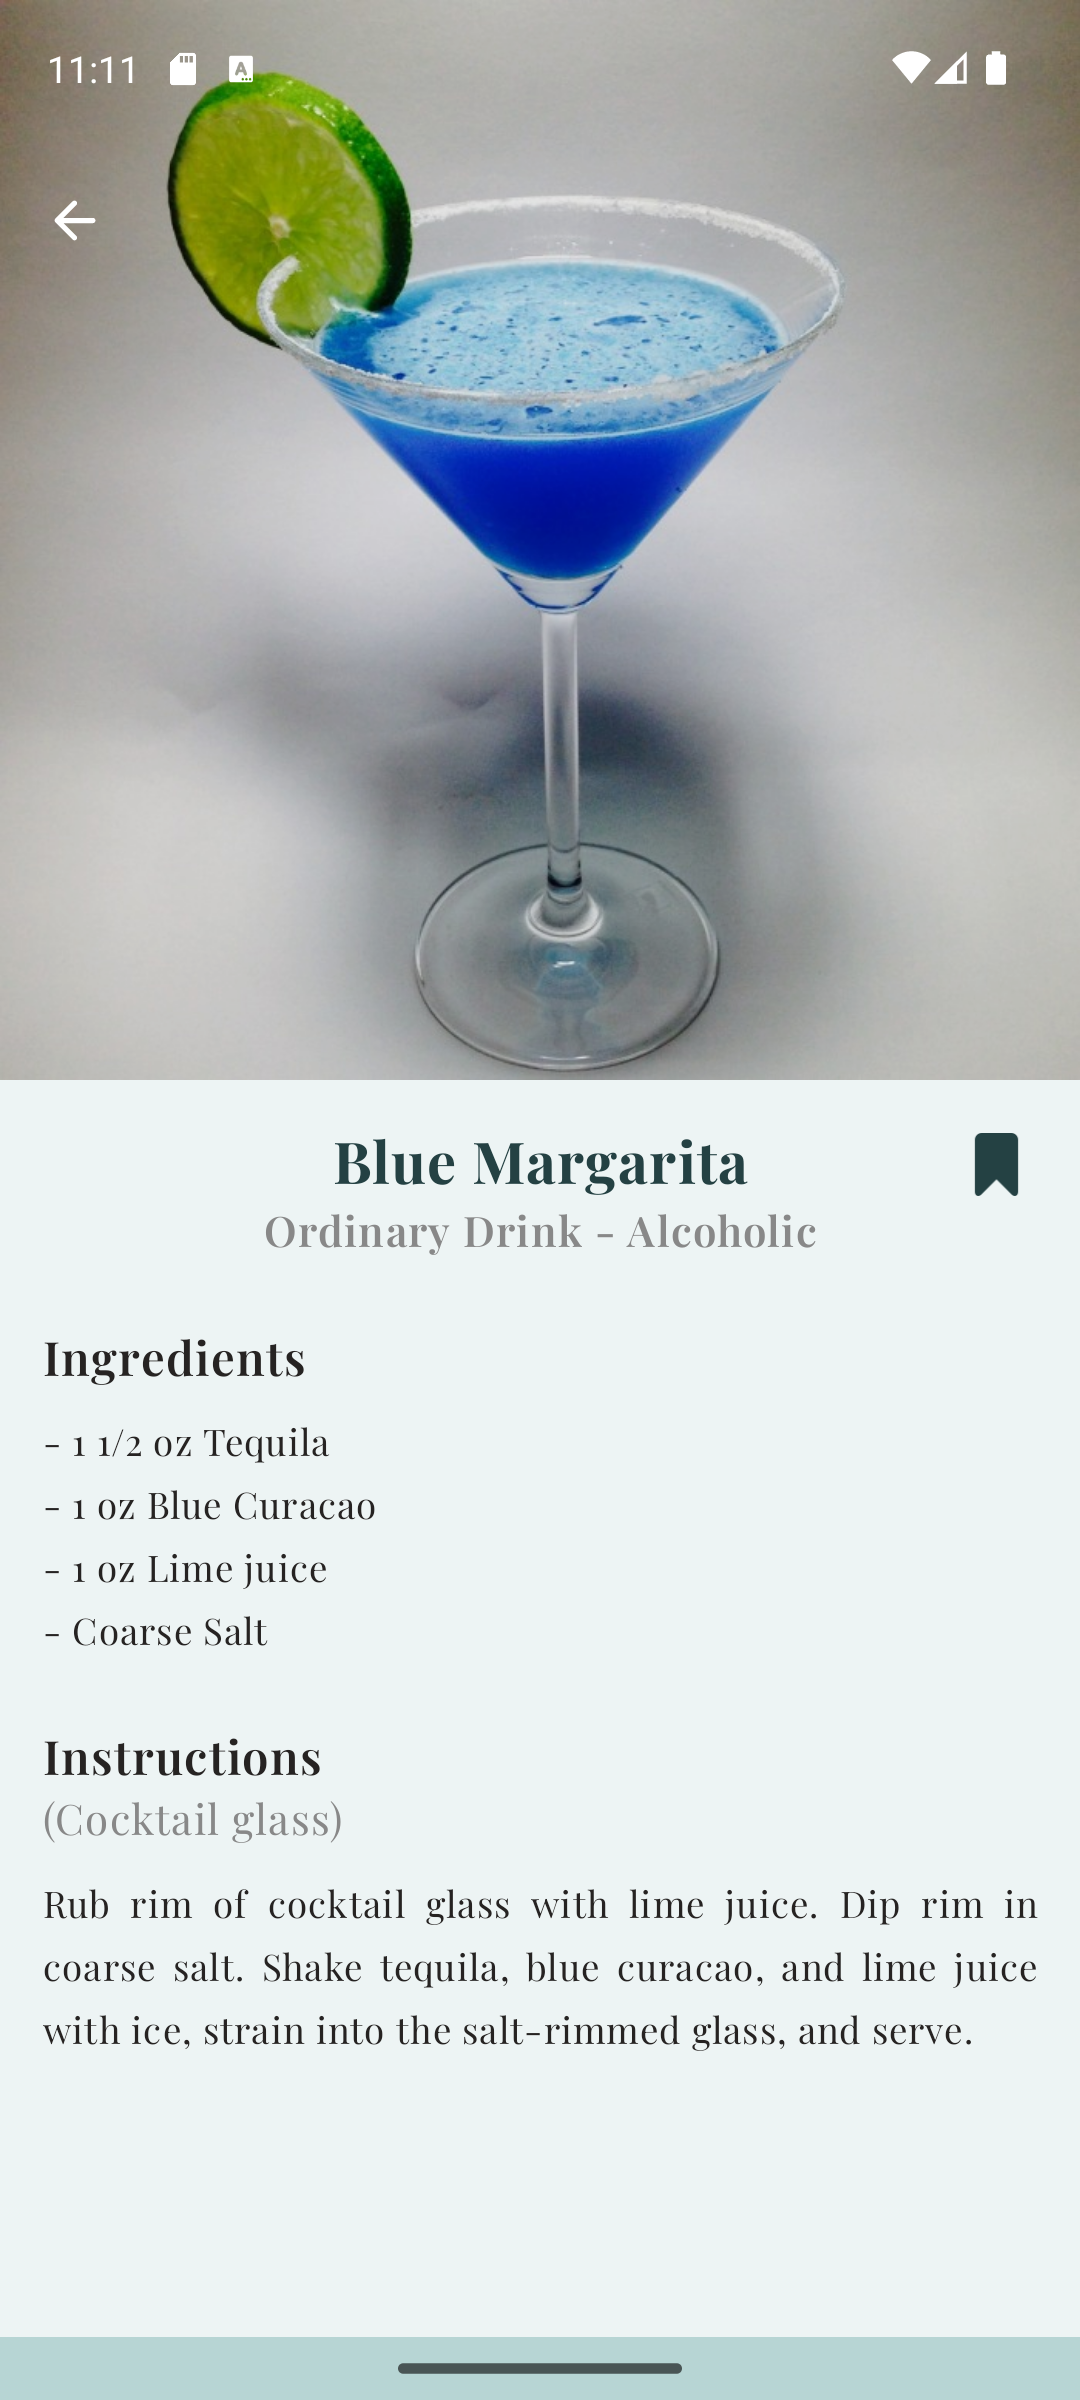 11:11
Blue Margarita
Ordinary Drink - Alcoholic
Ingredients
- 1 1/2 oz Tequila
- 1 oz Blue Curacao
- 1 oz Lime juice
- Coarse Salt
Instructions
(Cocktail glass)
Rub rim of cocktail glass with lime juice. Dip rim in
coarse salt. Shake tequila, blue curacao, and lime juice
with ice, strain into the salt-rimmed glass, and serve.